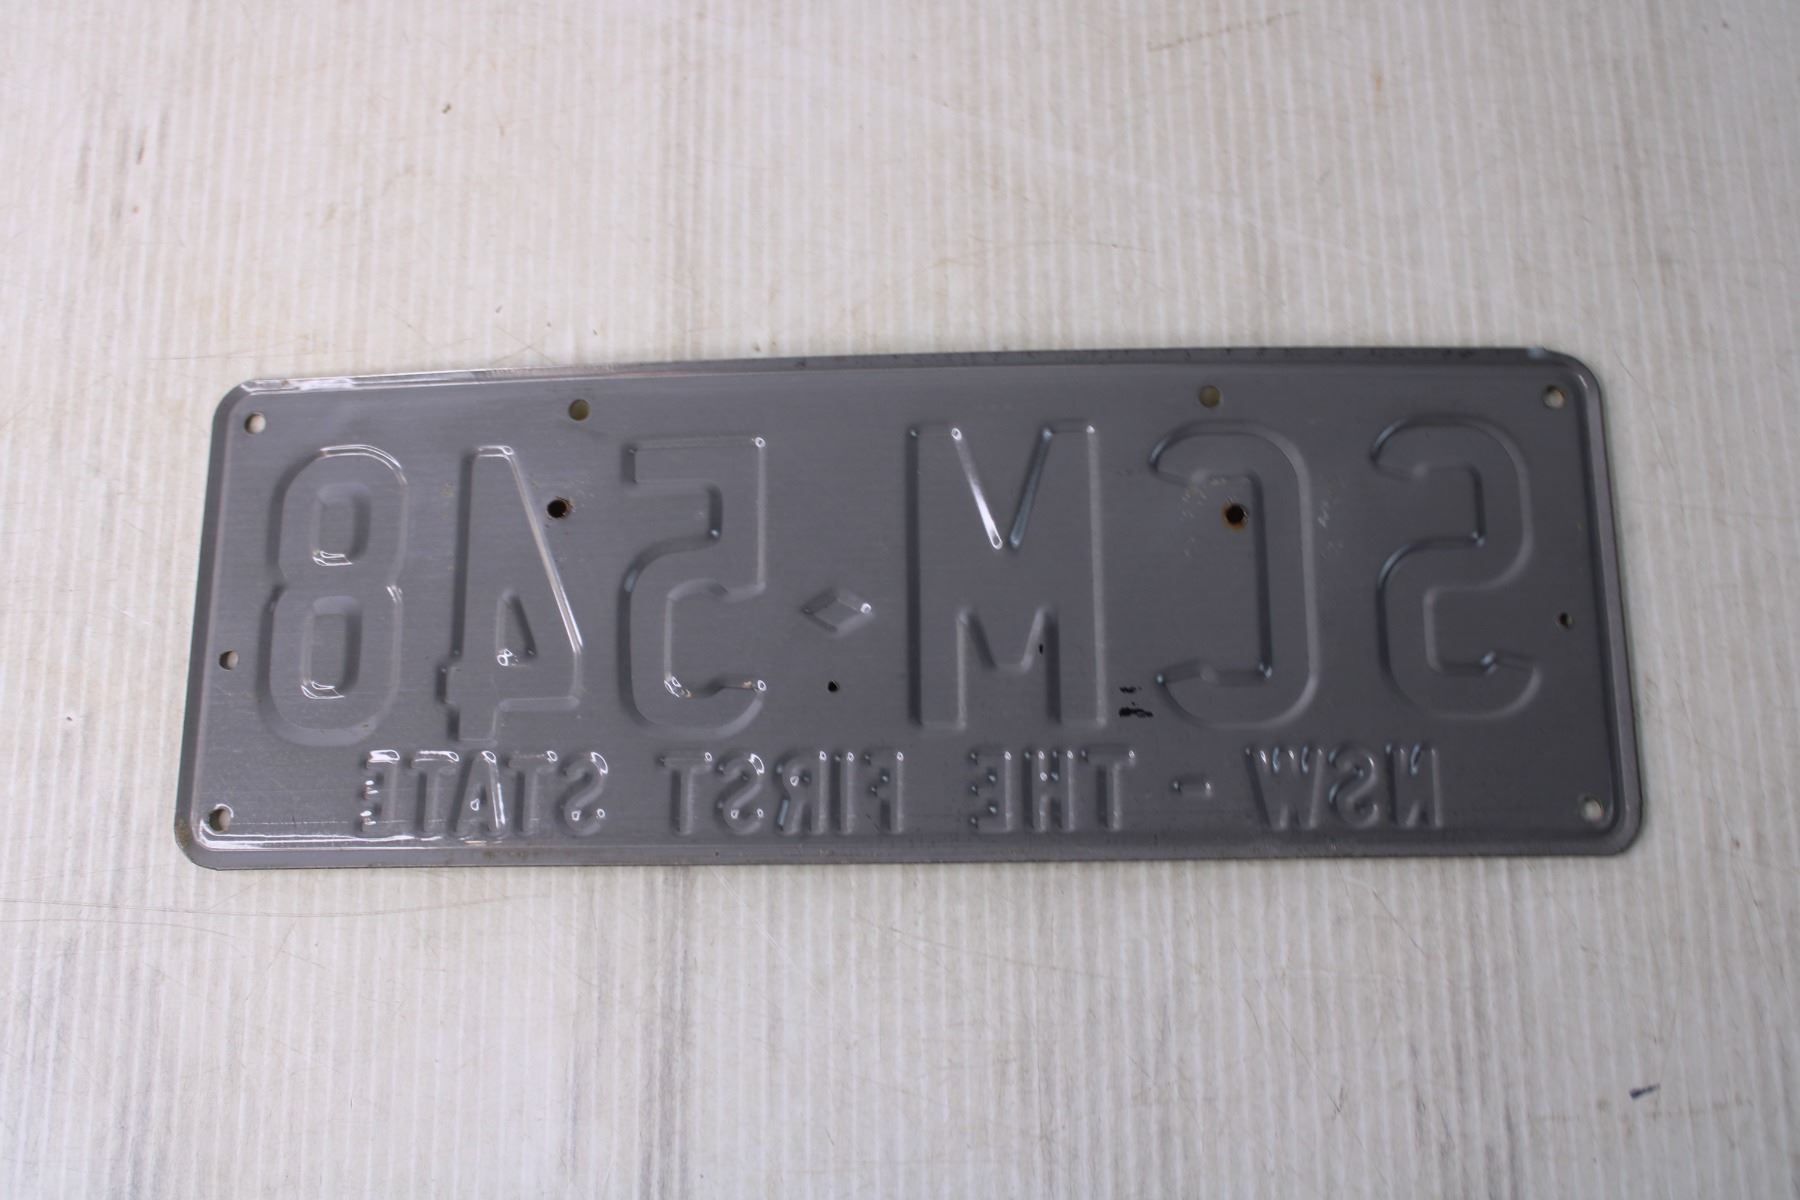 SCM·548
NSW - THE FIRST STATE